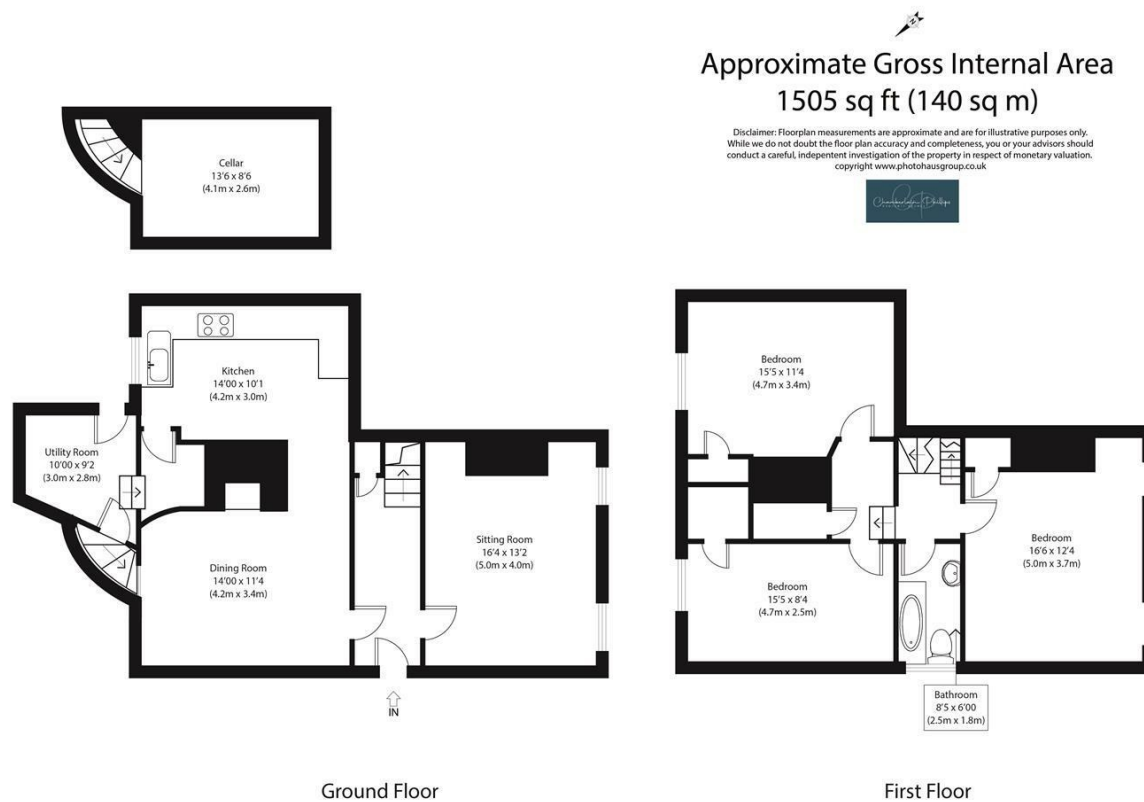 Approximate Gross Internal Area
1505 sq ft (140 sq m)
Disclaimer: Floorplan measurements are approximate and are for illustrative purposes only.
While we do not doubt the floor plan accuracy and completeness, you or your advisors should
conduct a careful, indepentent investigation of the property in respect of monetary valuation.
copyright www.photohausgroup.co.uk
Chamberlain Phillips
Cellar
13'6 x 8'6
(4.1m x 2.6m)
Kitchen
14'00 x 10'1
(4.2m x 3.0m)
Utility Room
10'00 x 9'2
(3.0m x 2.8m)
Dining Room
14'00 x 11'4
(4.2m x 3.4m)
Sitting Room
16'4 x 13'2
(5.0m x 4.0m)
IN
Ground Floor
Bedroom
15'5 x 11'4
(4.7m x 3.4m)
Bedroom
16'6 x 12'4
(5.0m x 3.7m)
Bedroom
15'5 x 8'4
(4.7m x 2.5m)
Bathroom
8'5 x 6'00
(2.5m x 1.8m)
First Floor